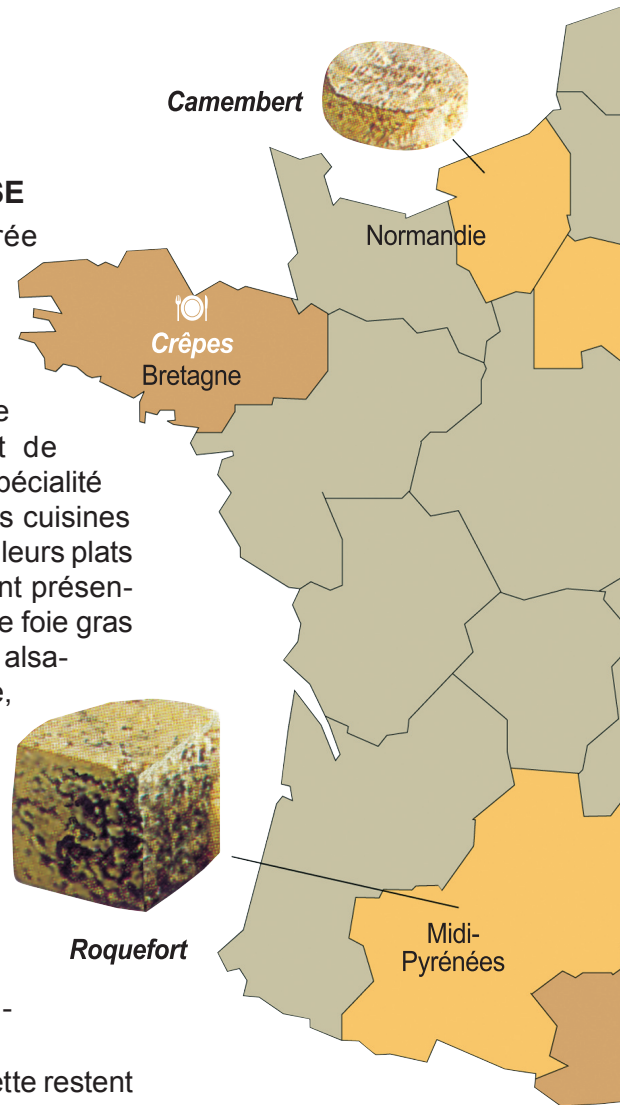 Camembert
SE
rée
Normandie
Crêpes
Bretagne
e
t de
pécialité
s cuisines
leurs plats
nt présen-
e foie gras
alsa-
e,
Roquefort
Midi-
Pyrénées
-
ette restent